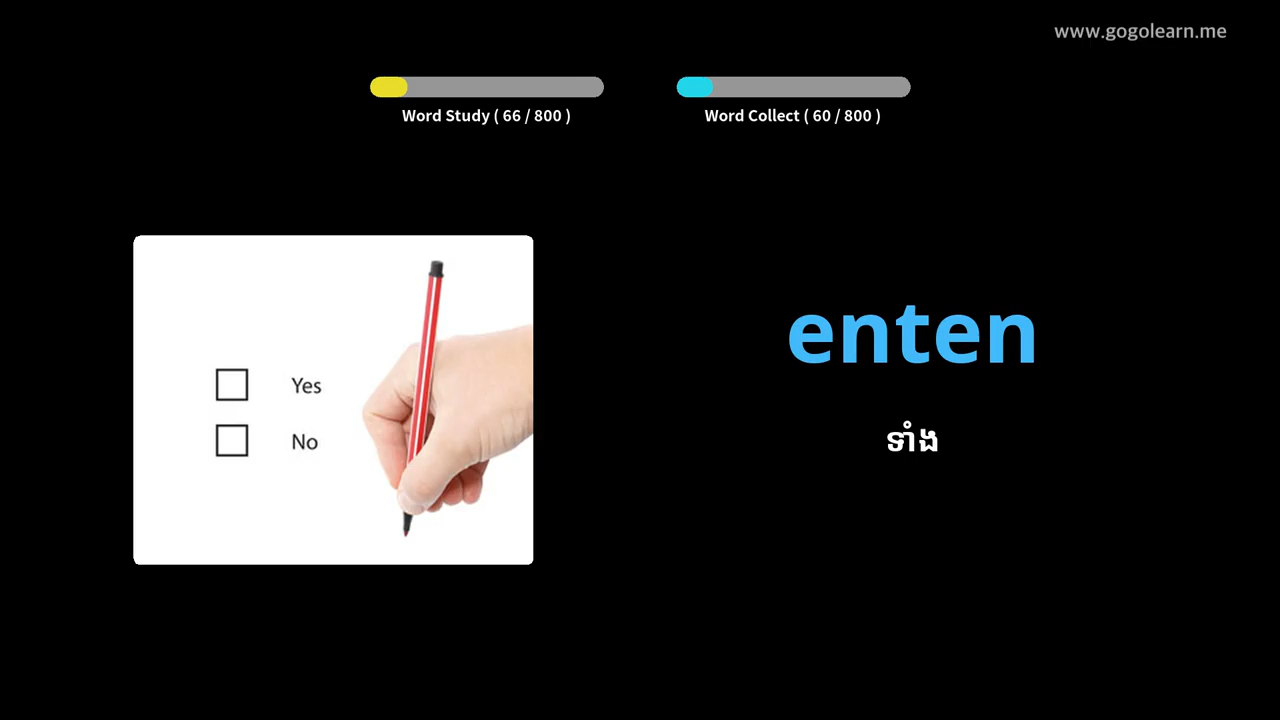 www.gogolearn.me
Word Study ( 66 / 800 )
Word Collect ( 60 / 800 )
Yes
No
enten
ទាំង